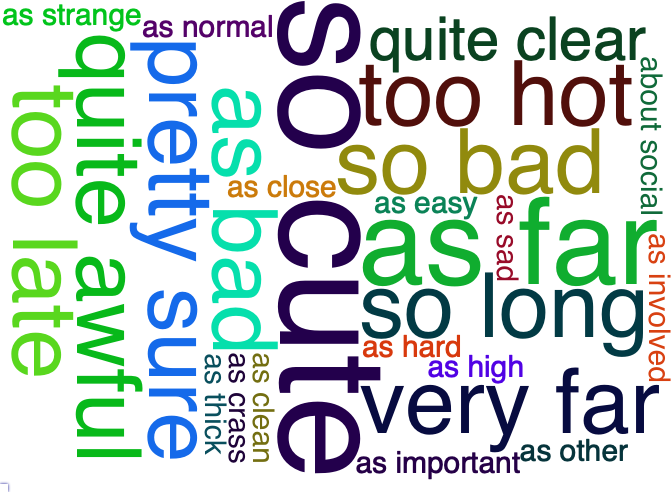 as strange
as normal
so cute
quite clear
too hot
about social
too late
quite awful
pretty sure
as bad
so bad
as close
as easy
as sad
as far
as involved
so long
as hard
as high
as thick
as crass
as clean
very far
as other
as important